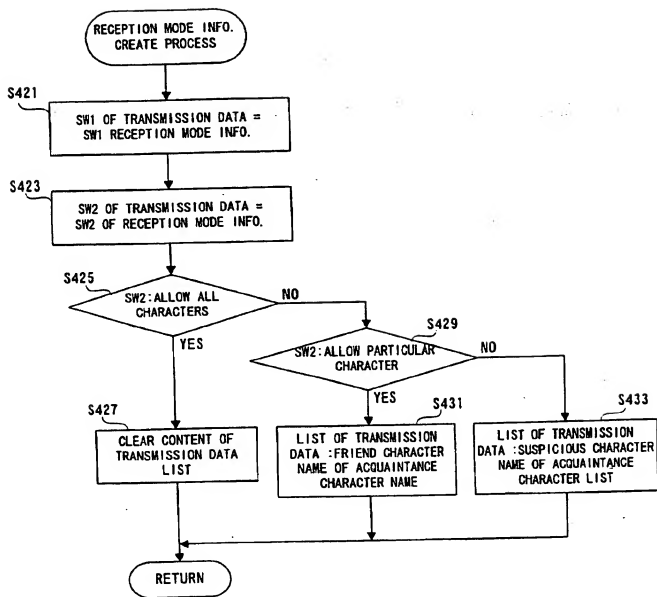 RECEPTION MODE INFO.
CREATE PROCESS
S421
SW1 OF TRANSMISSION DATA =
SW1 RECEPTION MODE INFO.
S423
SW2 OF TRANSMISSION DATA =
SW2 OF RECEPTION MODE INFO.
S425
SW2:ALLOW ALL
CHARACTERS
NO
YES
S429
SW2:ALLOW PARTICULAR
CHARACTER
NO
YES
S427
CLEAR CONTENT OF
TRANSMISSION DATA
LIST
S431
LIST OF TRANSMISSION
DATA :FRIEND CHARACTER
NAME OF ACQUAINTANCE
CHARACTER NAME
S433
LIST OF TRANSMISSION
DATA :SUSPICIOUS CHARACTER
NAME OF ACQUAINTANCE
CHARACTER LIST
RETURN